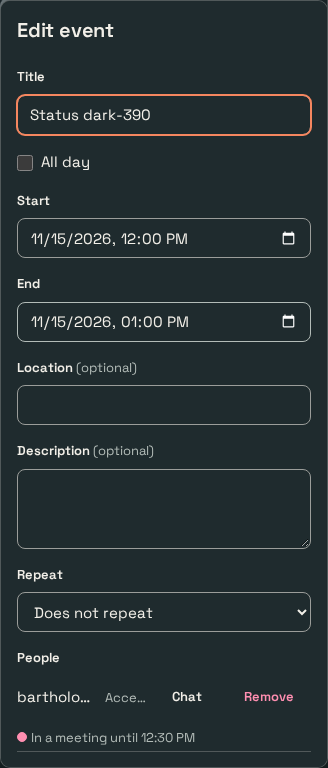 Edit event
Title
Status dark-390
All day
Start
11/15/2026, 12:00 PM
End
11/15/2026, 01:00 PM
Location (optional)
Description (optional)
Repeat
Does not repeat
People
bartholo... Acce... Chat Remove
In a meeting until 12:30 PM